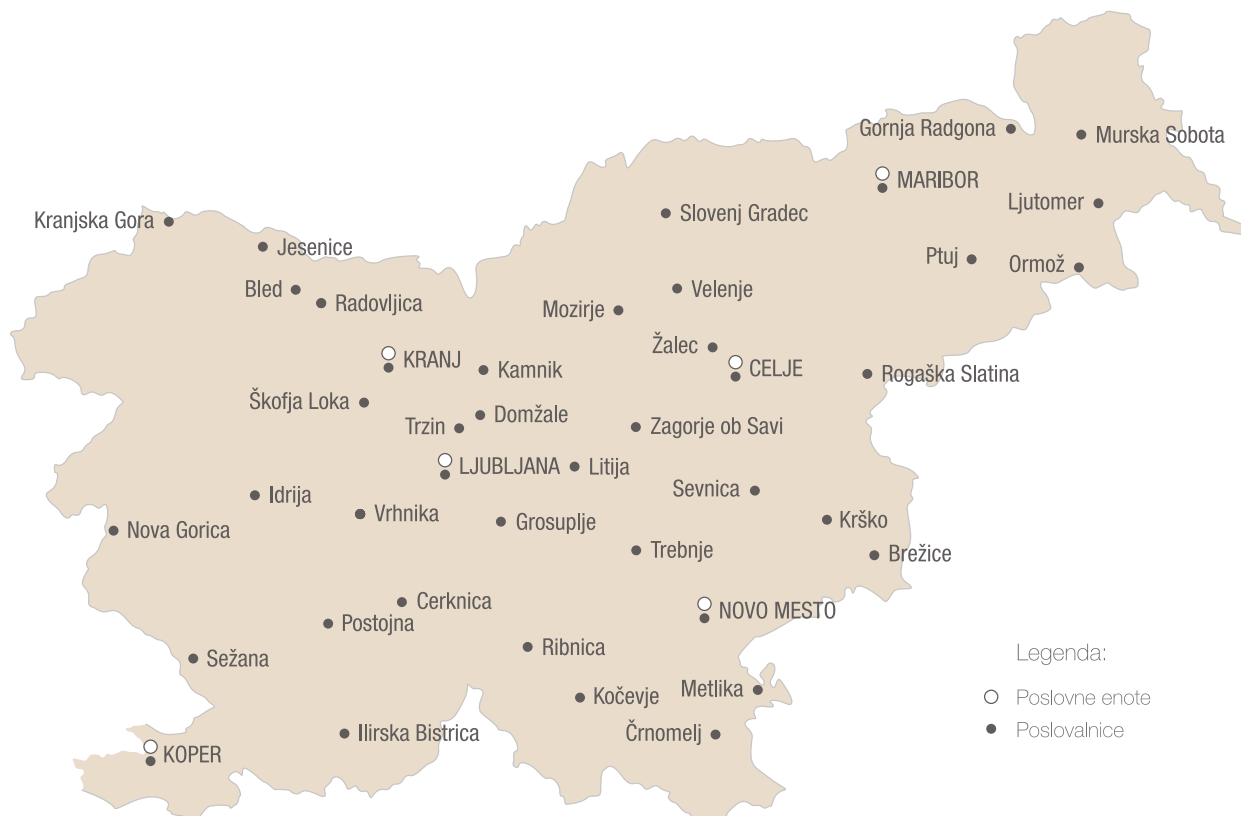 Gornja Radgona
Murska Sobota
MARIBOR
Ljutomer
Slovenj Gradec
Kranjska Gora
Jesenice
Ptuj
Ormož
Bled
Radovljica
Velenje
Mozirje
Žalec
KRANJ
CELJE
Kamnik
Rogaška Slatina
Škofja Loka
Domžale
Trzin
Zagorje ob Savi
LJUBLJANA
Litija
Sevnica
Idrija
Vrhnika
Grosuplje
Krško
Nova Gorica
Trebnje
Brežice
Cerknica
NOVO MESTO
Postojna
Ribnica
Sežana
Metlika
Kočevje
Ilirska Bistrica
Črnomelj
KOPER
Legenda:
Poslovne enote
Poslovalnice